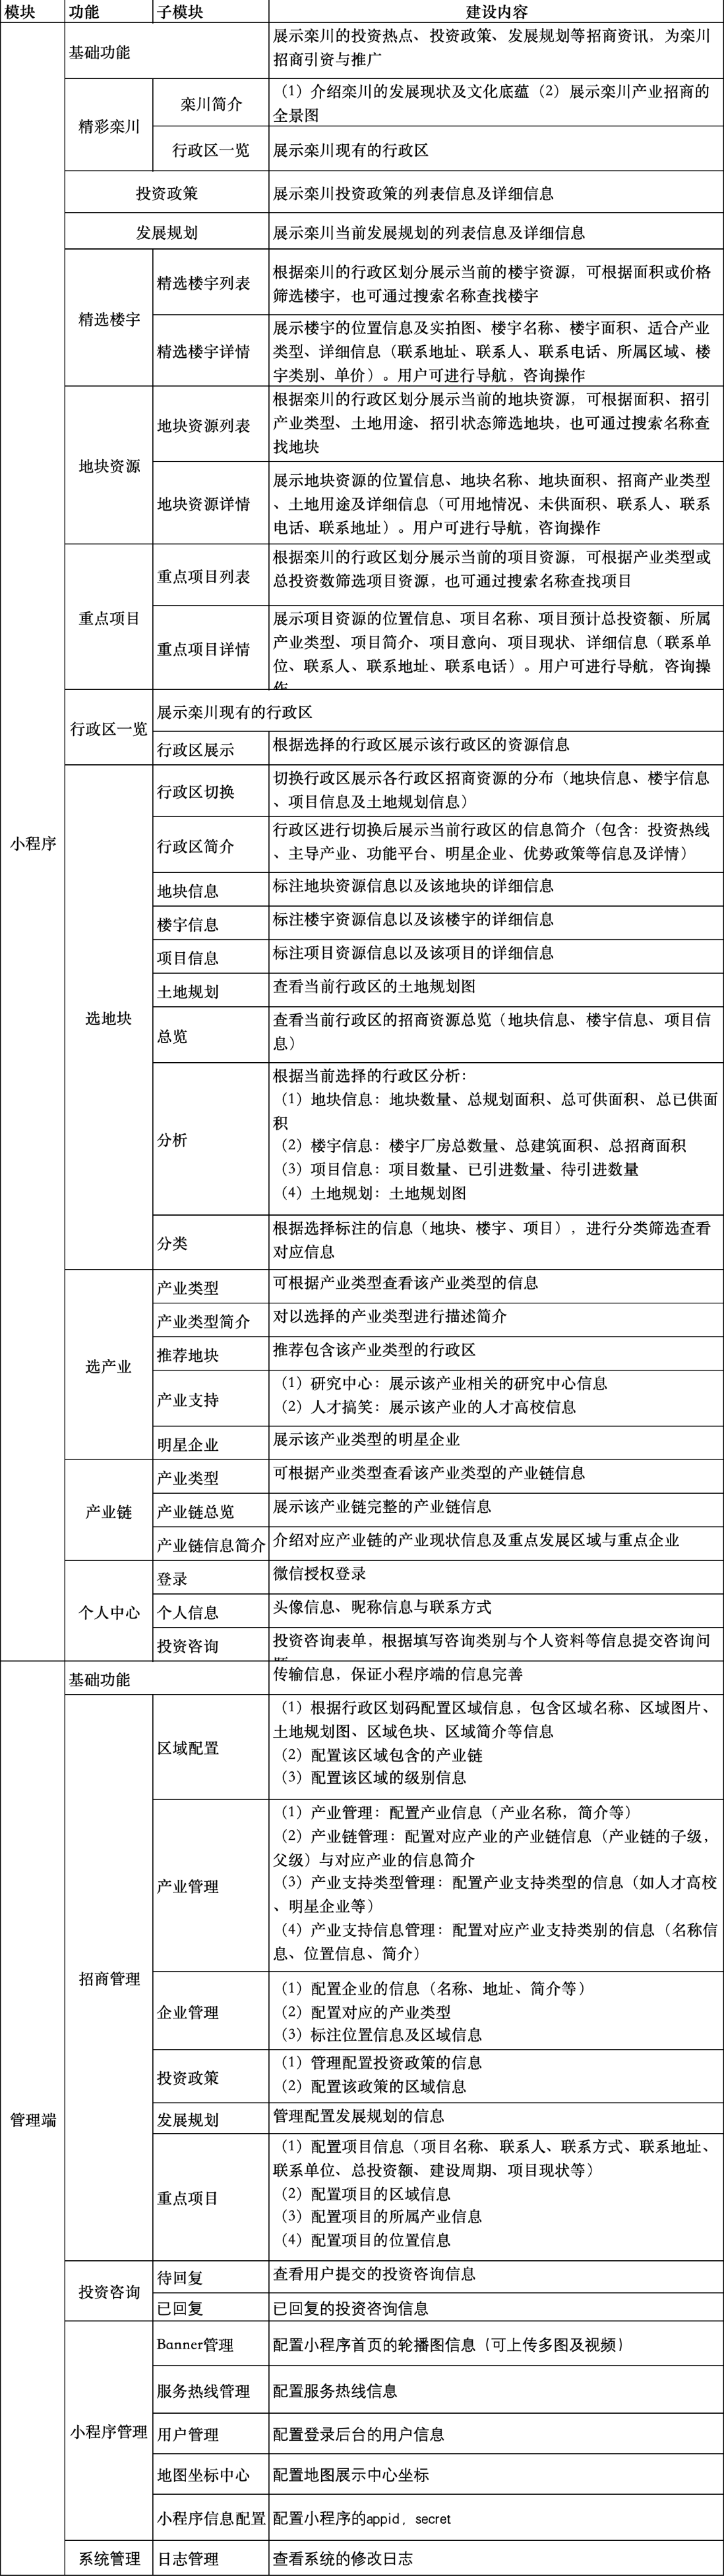 模块 功能 子模块 建设内容
小程序
基础功能
展示栾川的投资热点、投资政策、发展规划等招商资讯，为栾川
招商引资与推广
精彩栾川
栾川简介
（1）介绍栾川的发展现状及文化底蕴（2）展示栾川产业招商的
全景图
行政区一览 展示栾川现有的行政区
投资政策 展示栾川投资政策的列表信息及详细信息
发展规划 展示栾川当前发展规划的列表信息及详细信息
精选楼宇
精选楼宇列表
根据栾川的行政区划分展示当前的楼宇资源，可根据面积或价格
筛选楼宇，也可通过搜索名称查找楼宇
精选楼宇详情
展示楼宇的位置信息及实拍图、楼宇名称、楼宇面积、适合产业
类型、详细信息（联系地址、联系人、联系电话、所属区域、楼
宇类别、单价）。用户可进行导航，咨询操作
地块资源
地块资源列表
根据栾川的行政区划分展示当前的地块资源，可根据面积、招引
产业类型、土地用途、招引状态筛选地块，也可通过搜索名称查
找地块
地块资源详情
展示地块资源的位置信息、地块名称、地块面积、招商产业类型
、土地用途及详细信息（可用地情况、未供面积、联系人、联系
电话、联系地址）。用户可进行导航，咨询操作
重点项目
重点项目列表
根据栾川的行政区划分展示当前的项目资源，可根据产业类型或
总投资数筛选项目资源，也可通过搜索名称查找项目
重点项目详情
展示项目资源的位置信息、项目名称、项目预计总投资额、所属
产业类型、项目简介、项目意向、项目现状、详细信息（联系单
位、联系人、联系地址、联系电话）。用户可进行导航，咨询操
作
行政区一览
展示栾川现有的行政区
行政区展示 根据选择的行政区展示该行政区的资源信息
选地块
行政区切换
切换行政区展示各行政区招商资源的分布（地块信息、楼宇信息
、项目信息及土地规划信息）
行政区简介
行政区进行切换后展示当前行政区的信息简介（包含：投资热线
、主导产业、功能平台、明星企业、优势政策等信息及详情）
地块信息 标注地块资源信息以及该地块的详细信息
楼宇信息 标注楼宇资源信息以及该楼宇的详细信息
项目信息 标注项目资源信息以及该项目的详细信息
土地规划 查看当前行政区的土地规划图
总览
查看当前行政区的招商资源总览（地块信息、楼宇信息、项目信
息）
分析
根据当前选择的行政区分析：
（1）地块信息：地块数量、总规划面积、总可供面积、总已供面
积
（2）楼宇信息：楼宇厂房总数量、总建筑面积、总招商面积
（3）项目信息：项目数量、已引进数量、待引进数量
（4）土地规划：土地规划图
分类
根据选择标注的信息（地块、楼宇、项目），进行分类筛选查看
对应信息
选产业
产业类型 可根据产业类型查看该产业类型的信息
产业类型简介 对以选择的产业类型进行描述简介
推荐地块 推荐包含该产业类型的行政区
产业支持
（1）研究中心：展示该产业相关的研究中心信息
（2）人才搞笑：展示该产业的人才高校信息
明星企业 展示该产业类型的明星企业
产业链
产业类型 可根据产业类型查看该产业类型的产业链信息
产业链总览 展示该产业链完整的产业链信息
产业链信息简介 介绍对应产业链的产业现状信息及重点发展区域与重点企业
个人中心
登录 微信授权登录
个人信息 头像信息、昵称信息与联系方式
投资咨询 投资咨询表单，根据填写咨询类别与个人资料等信息提交咨询问
管理端
基础功能 传输信息，保证小程序端的信息完善
招商管理
区域配置
（1）根据行政区划码配置区域信息，包含区域名称、区域图片、
土地规划图、区域色块、区域简介等信息
（2）配置该区域包含的产业链
（3）配置该区域的级别信息
产业管理
（1）产业管理：配置产业信息（产业名称，简介等）
（2）产业链管理：配置对应产业的产业链信息（产业链的子级，
父级）与对应产业的信息简介
（3）产业支持类型管理：配置产业支持类型的信息（如人才高校
、明星企业等）
（4）产业支持信息管理：配置对应产业支持类别的信息（名称信
息、位置信息、简介）
企业管理
（1）配置企业的信息（名称、地址、简介等）
（2）配置对应的产业类型
（3）标注位置信息及区域信息
投资政策
（1）管理配置投资政策的信息
（2）配置该政策的区域信息
发展规划 管理配置发展规划的信息
重点项目
（1）配置项目信息（项目名称、联系人、联系方式、联系地址、
联系单位、总投资额、建设周期、项目现状等）
（2）配置项目的区域信息
（3）配置项目的所属产业信息
（4）配置项目的位置信息
投资咨询
待回复 查看用户提交的投资咨询信息
已回复 已回复的投资咨询信息
小程序管理
Banner管理 配置小程序首页的轮播图信息（可上传多图及视频）
服务热线管理 配置服务热线信息
用户管理 配置登录后台的用户信息
地图坐标中心 配置地图展示中心坐标
小程序信息配置 配置小程序的appid，secret
系统管理 日志管理 查看系统的修改日志